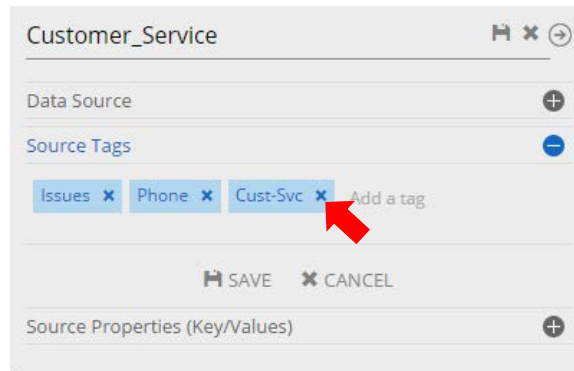 Customer_Service
Data Source
Source Tags
Issues Phone Cust-Svc Add a tag
SAVE CANCEL
Source Properties (Key/Values)